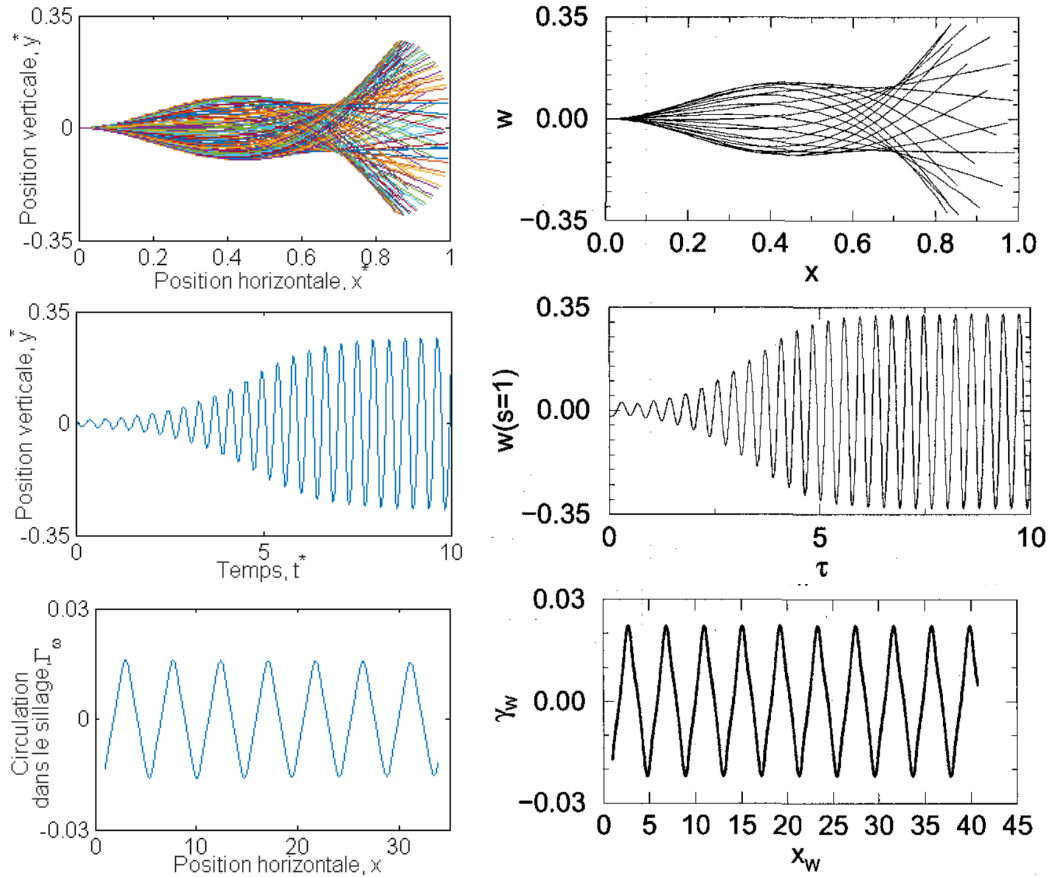 0.35
Position verticale, y*
0
-0.35
0 0.2 0.4 0.6 0.8 1
Position horizontale, x*
0.35
w
0.00
−0.35
0.0 0.2 0.4 0.6 0.8 1.0
x
0.35
Position verticale, y*
0
-0.35
0 5 10
Temps, t*
0.35
w(s=1)
0.00
−0.35
0 5 10
τ
0.03
Circulation
dans le sillage,Γω
0
-0.03
0 10 20 30
Position horizontale, x
0.03
γw
0.00
−0.03
0 5 10 15 20 25 30 35 40 45
xw